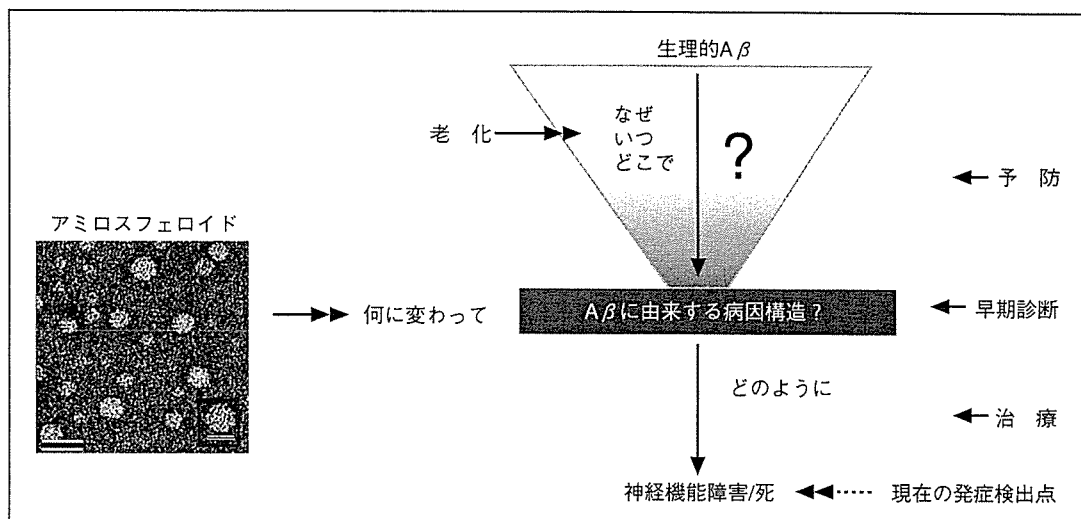 生理的Aβ
老　化
なぜ
いつ
どこで
?
予　防
アミロスフェロイド
何に変わって
Aβに由来する病因構造?
早期診断
どのように
治　療
神経機能障害/死
現在の発症検出点